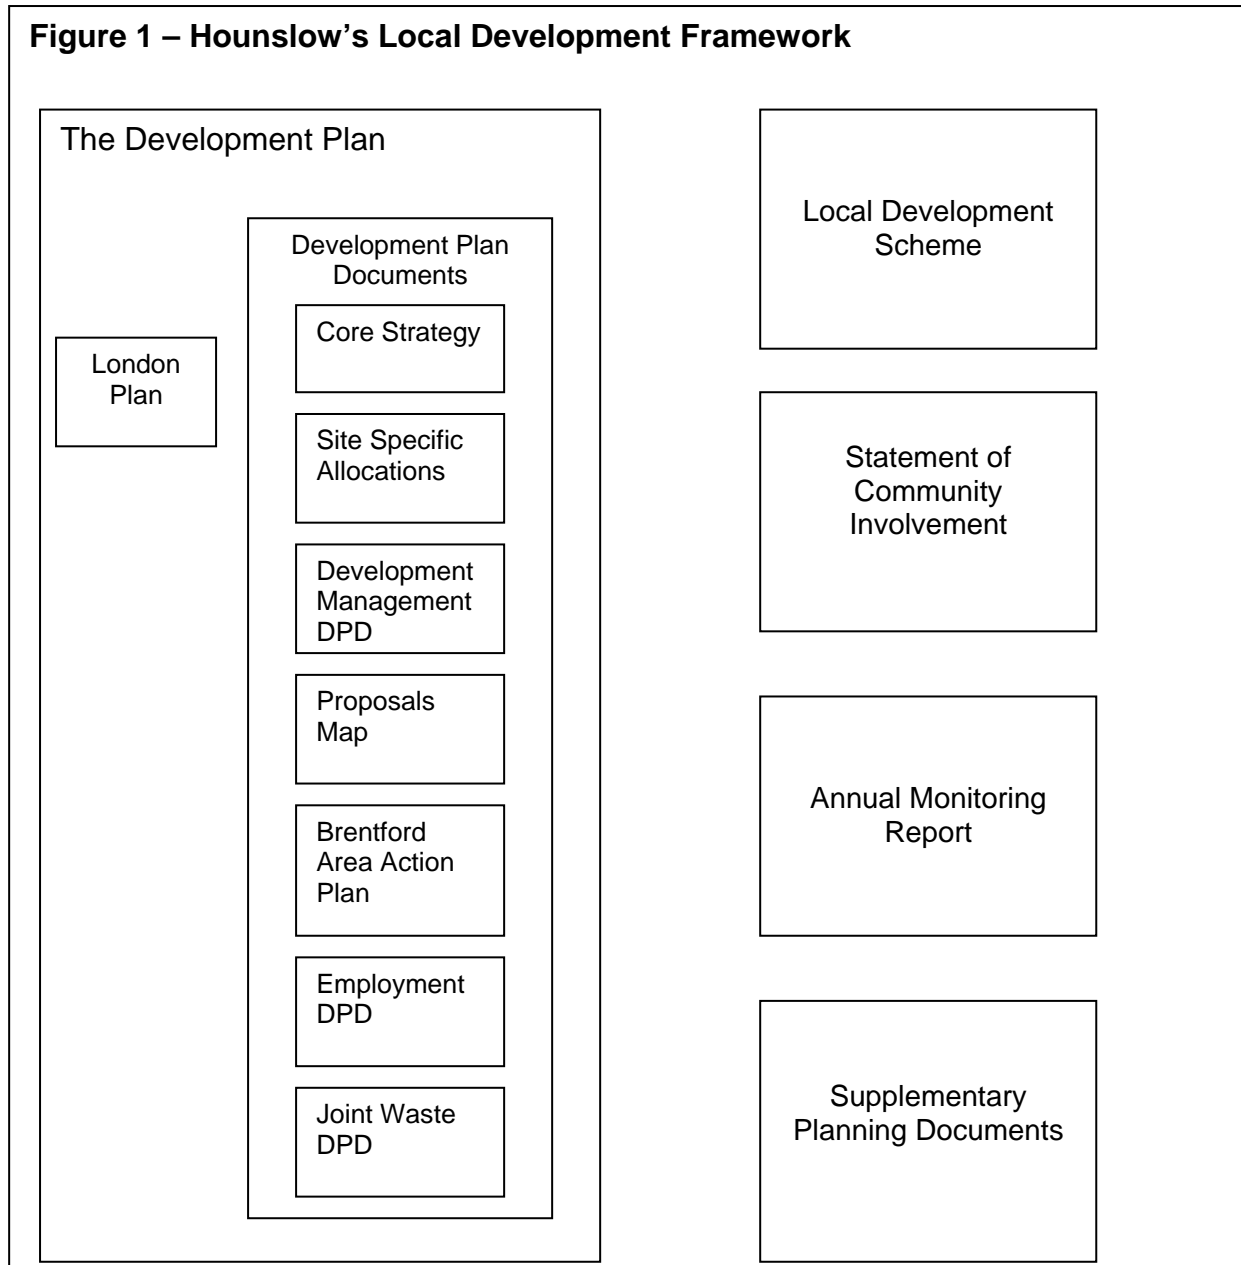 Figure 1 – Hounslow’s Local Development Framework
The Development Plan
London
Plan
Development Plan
Documents
Core Strategy
Site Specific
Allocations
Development
Management
DPD
Proposals
Map
Brentford
Area Action
Plan
Employment
DPD
Joint Waste
DPD
Local Development
Scheme
Statement of
Community
Involvement
Annual Monitoring
Report
Supplementary
Planning Documents